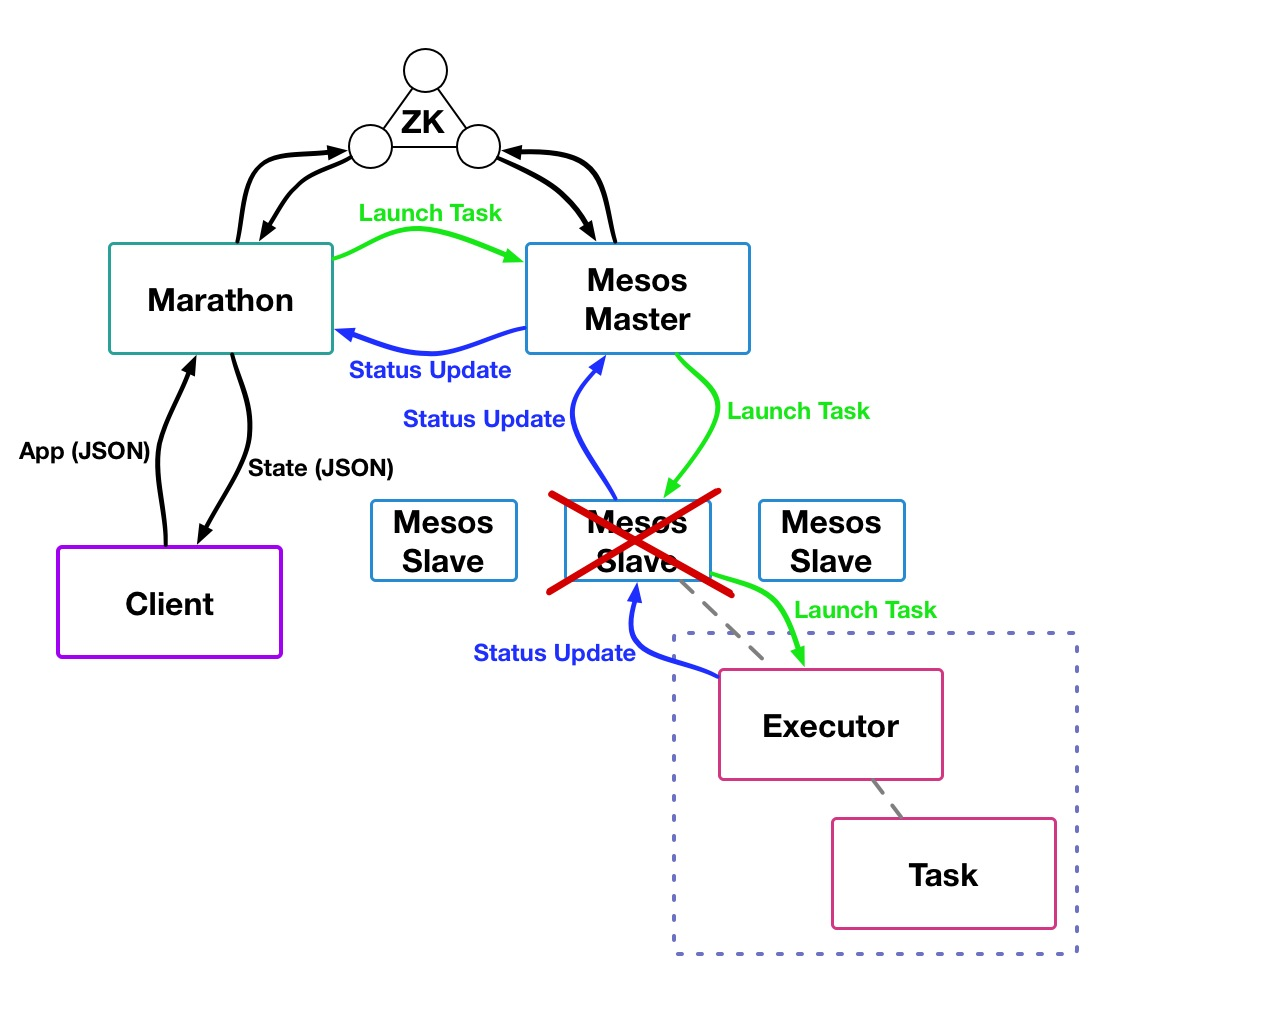 ZK
Launch Task
Marathon
Mesos
Master
Status Update
Status Update
Launch Task
App (JSON)
State (JSON)
Mesos
Slave
Mesos
Slave
Mesos
Slave
Client
Launch Task
Status Update
Executor
Task